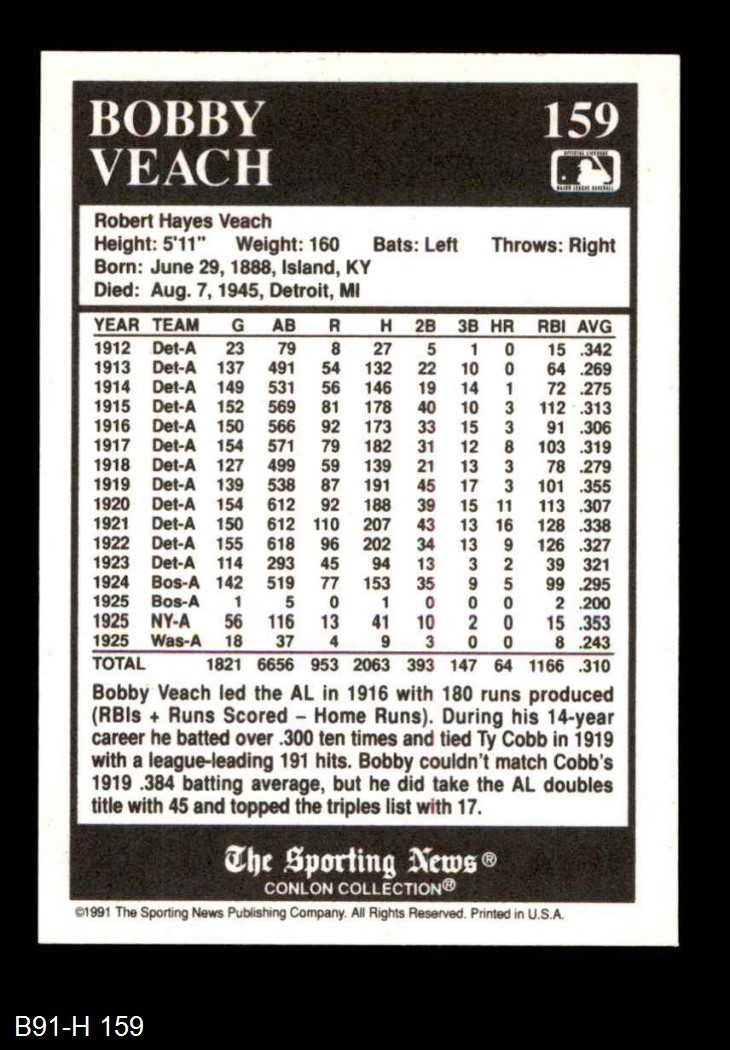 BOBBY
VEACH
159
OFFICIAL LICENSEE
MAJOR LEAGUE BASEBALL
Robert Hayes Veach
Height: 5'11" Weight: 160 Bats: Left Throws: Right
Born: June 29, 1888, Island, KY
Died: Aug. 7, 1945, Detroit, MI
YEAR TEAM G AB R H 2B 3B HR RBI AVG
1912 Det-A 23 79 8 27 5 1 0 15 .342
1913 Det-A 137 491 54 132 22 10 0 64 .269
1914 Det-A 149 531 56 146 19 14 1 72 .275
1915 Det-A 152 569 81 178 40 10 3 112 .313
1916 Det-A 150 566 92 173 33 15 3 91 .306
1917 Det-A 154 571 79 182 31 12 8 103 .319
1918 Det-A 127 499 59 139 21 13 3 78 .279
1919 Det-A 139 538 87 191 45 17 3 101 .355
1920 Det-A 154 612 92 188 39 15 11 113 .307
1921 Det-A 150 612 110 207 43 13 16 128 .338
1922 Det-A 155 618 96 202 34 13 9 126 .327
1923 Det-A 114 293 45 94 13 3 2 39 321
1924 Bos-A 142 519 77 153 35 9 5 99 .295
1925 Bos-A 1 5 0 1 0 0 0 2 .200
1925 NY-A 56 116 13 41 10 2 0 15 .353
1925 Was-A 18 37 4 9 3 0 0 8 .243
TOTAL 1821 6656 953 2063 393 147 64 1166 .310
Bobby Veach led the AL in 1916 with 180 runs produced
(RBIs + Runs Scored – Home Runs). During his 14-year
career he batted over .300 ten times and tied Ty Cobb in 1919
with a league-leading 191 hits. Bobby couldn't match Cobb's
1919 .384 batting average, but he did take the AL doubles
title with 45 and topped the triples list with 17.
The Sporting News®
CONLON COLLECTION®
©1991 The Sporting News Publishing Company. All Rights Reserved. Printed in U.S.A.
B91-H 159